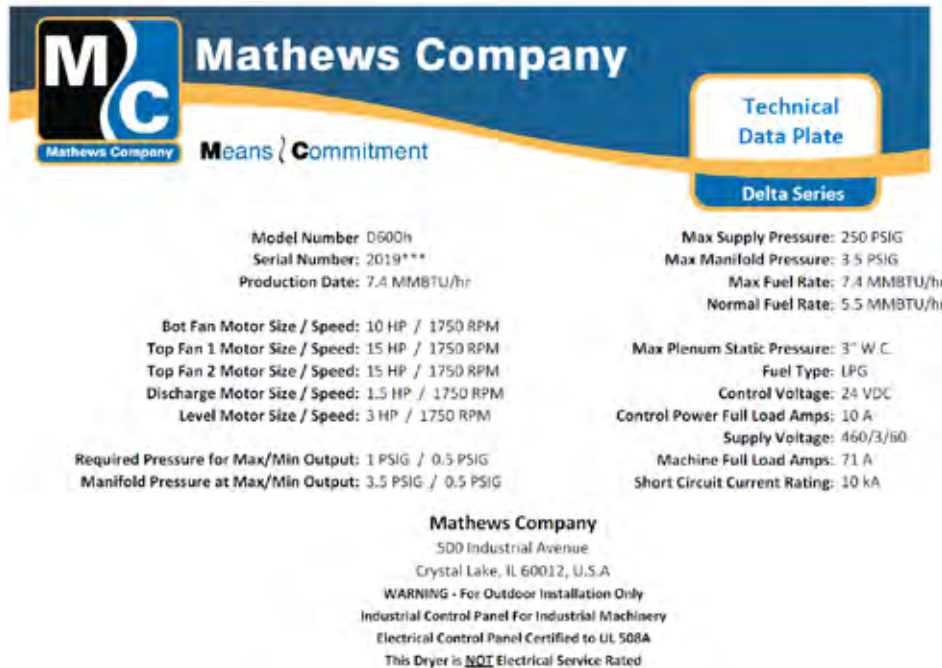 M
C
Mathews Company
Mathews Company
Means Commitment
Technical
Data Plate
Delta Series
Model Number D600h
Serial Number: 2019***
Production Date: 7.4 MMBTU/hr
Bot Fan Motor Size / Speed: 10 HP / 1750 RPM
Top Fan 1 Motor Size / Speed: 15 HP / 1750 RPM
Top Fan 2 Motor Size / Speed: 15 HP / 1750 RPM
Discharge Motor Size / Speed: 1.5 HP / 1750 RPM
Level Motor Size / Speed: 3 HP / 1750 RPM
Required Pressure for Max/Min Output: 1 PSIG / 0.5 PSIG
Manifold Pressure at Max/Min Output: 3.5 PSIG / 0.5 PSIG
Max Supply Pressure: 250 PSIG
Max Manifold Pressure: 3.5 PSIG
Max Fuel Rate: 7.4 MMBTU/hr
Normal Fuel Rate: 5.5 MMBTU/hr
Max Plenum Static Pressure: 3" W.C.
Fuel Type: LPG
Control Voltage: 24 VDC
Control Power Full Load Amps: 10 A
Supply Voltage: 460/3/60
Machine Full Load Amps: 71 A
Short Circuit Current Rating: 10 kA
Mathews Company
500 Industrial Avenue
Crystal Lake, IL 60012, U.S.A
WARNING - For Outdoor Installation Only
Industrial Control Panel For Industrial Machinery
Electrical Control Panel Certified to UL 508A
This Dryer is NOT Electrical Service Rated